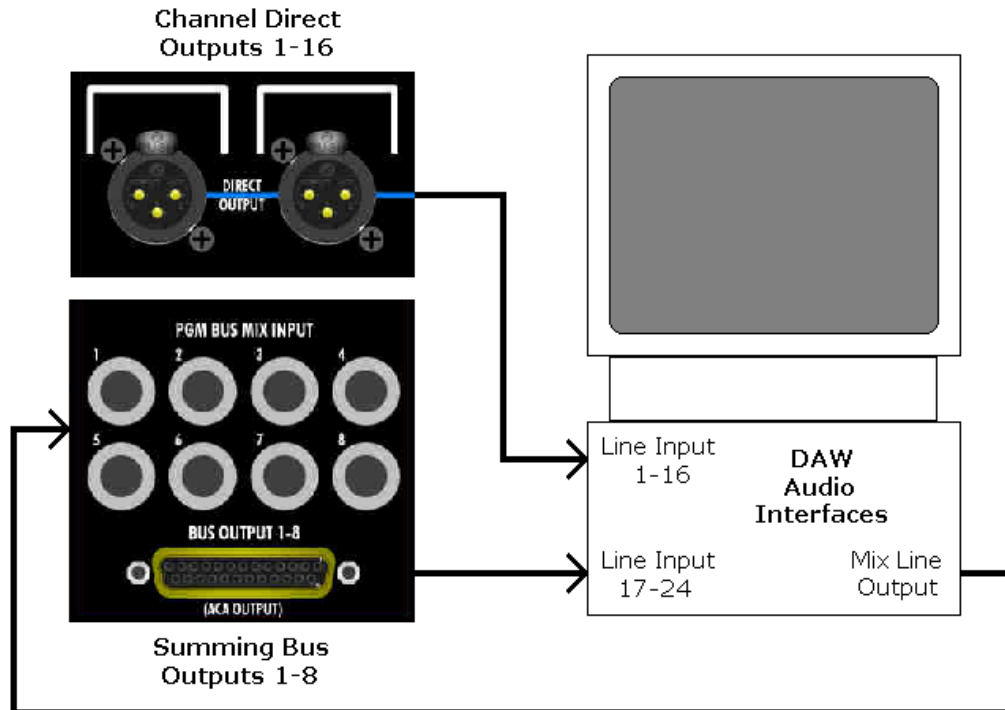 Channel Direct
Outputs 1-16
DIRECT
OUTPUT
PGM BUS MIX INPUT
1 2 3 4
5 6 7 8
BUS OUTPUT 1-8
(ACA OUTPUT)
Summing Bus
Outputs 1-8
Line Input
1-16
DAW
Audio
Interfaces
Line Input
17-24
Mix Line
Output